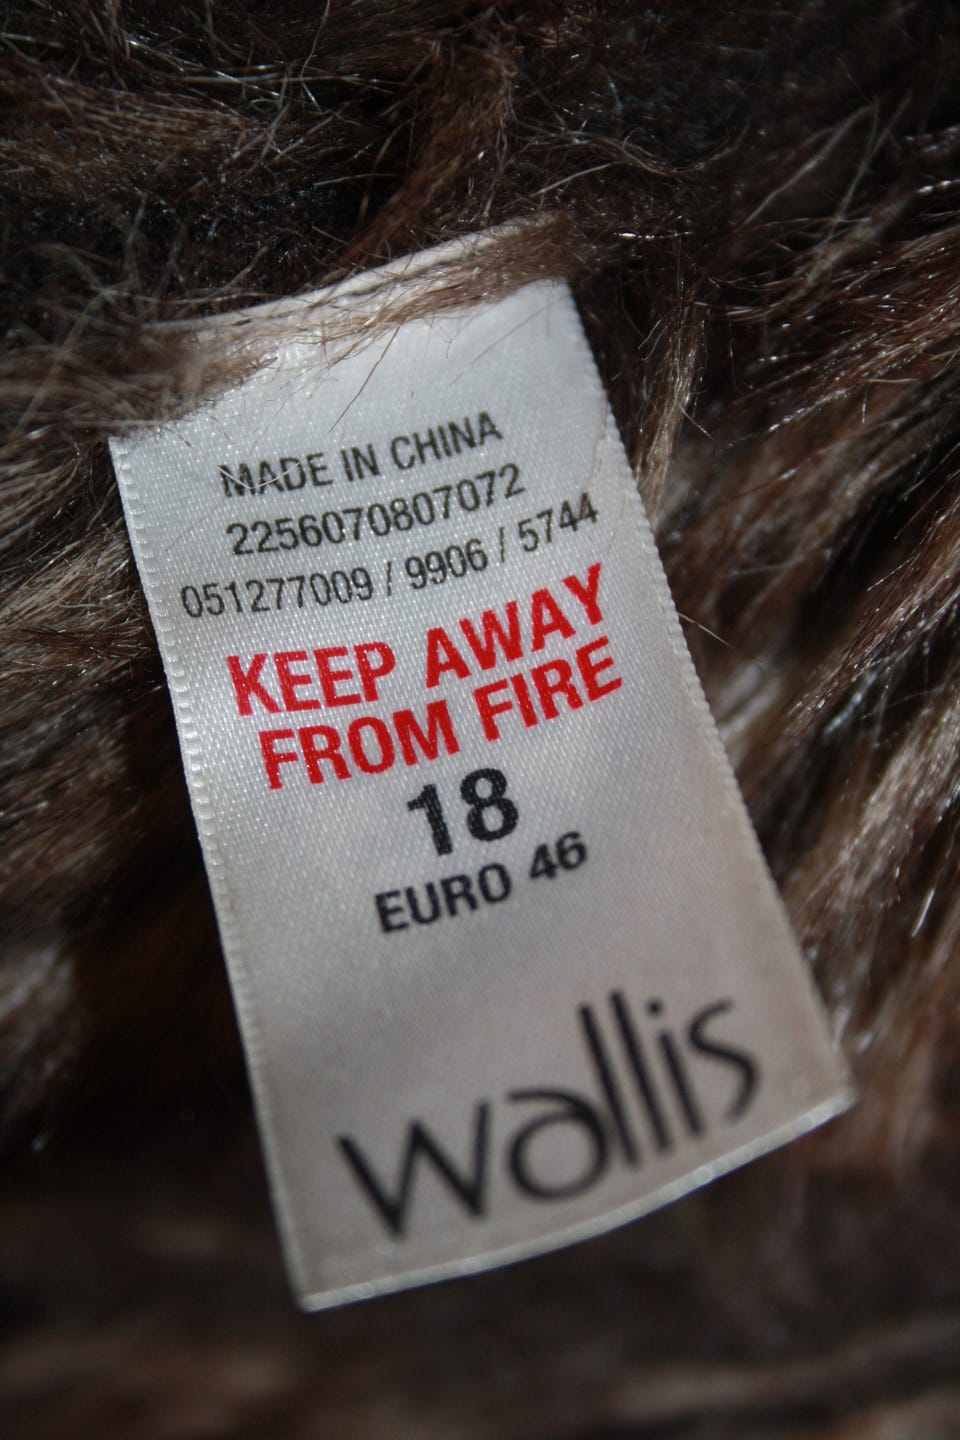 MADE IN CHINA
2256070807072
051277009 / 9906 / 5744
KEEP AWAY
FROM FIRE
18
EURO 46
wallis